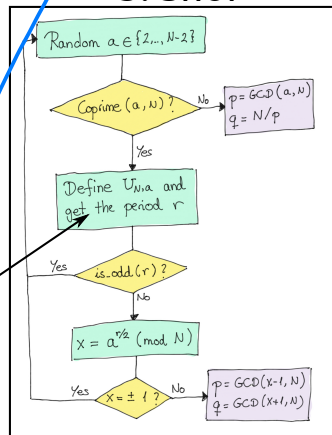 Random a ∈ {2,.., N-2}
Coprime (a, N) ?
No
p = GCD (a, N)
q = N/p
Yes
Define U_N,a and
get the period r
Yes
is_odd (r) ?
No
x = a^r/2 (mod N)
Yes
x = ± 1 ?
No
p = GCD (x-1, N)
q = GCD (x+1, N)